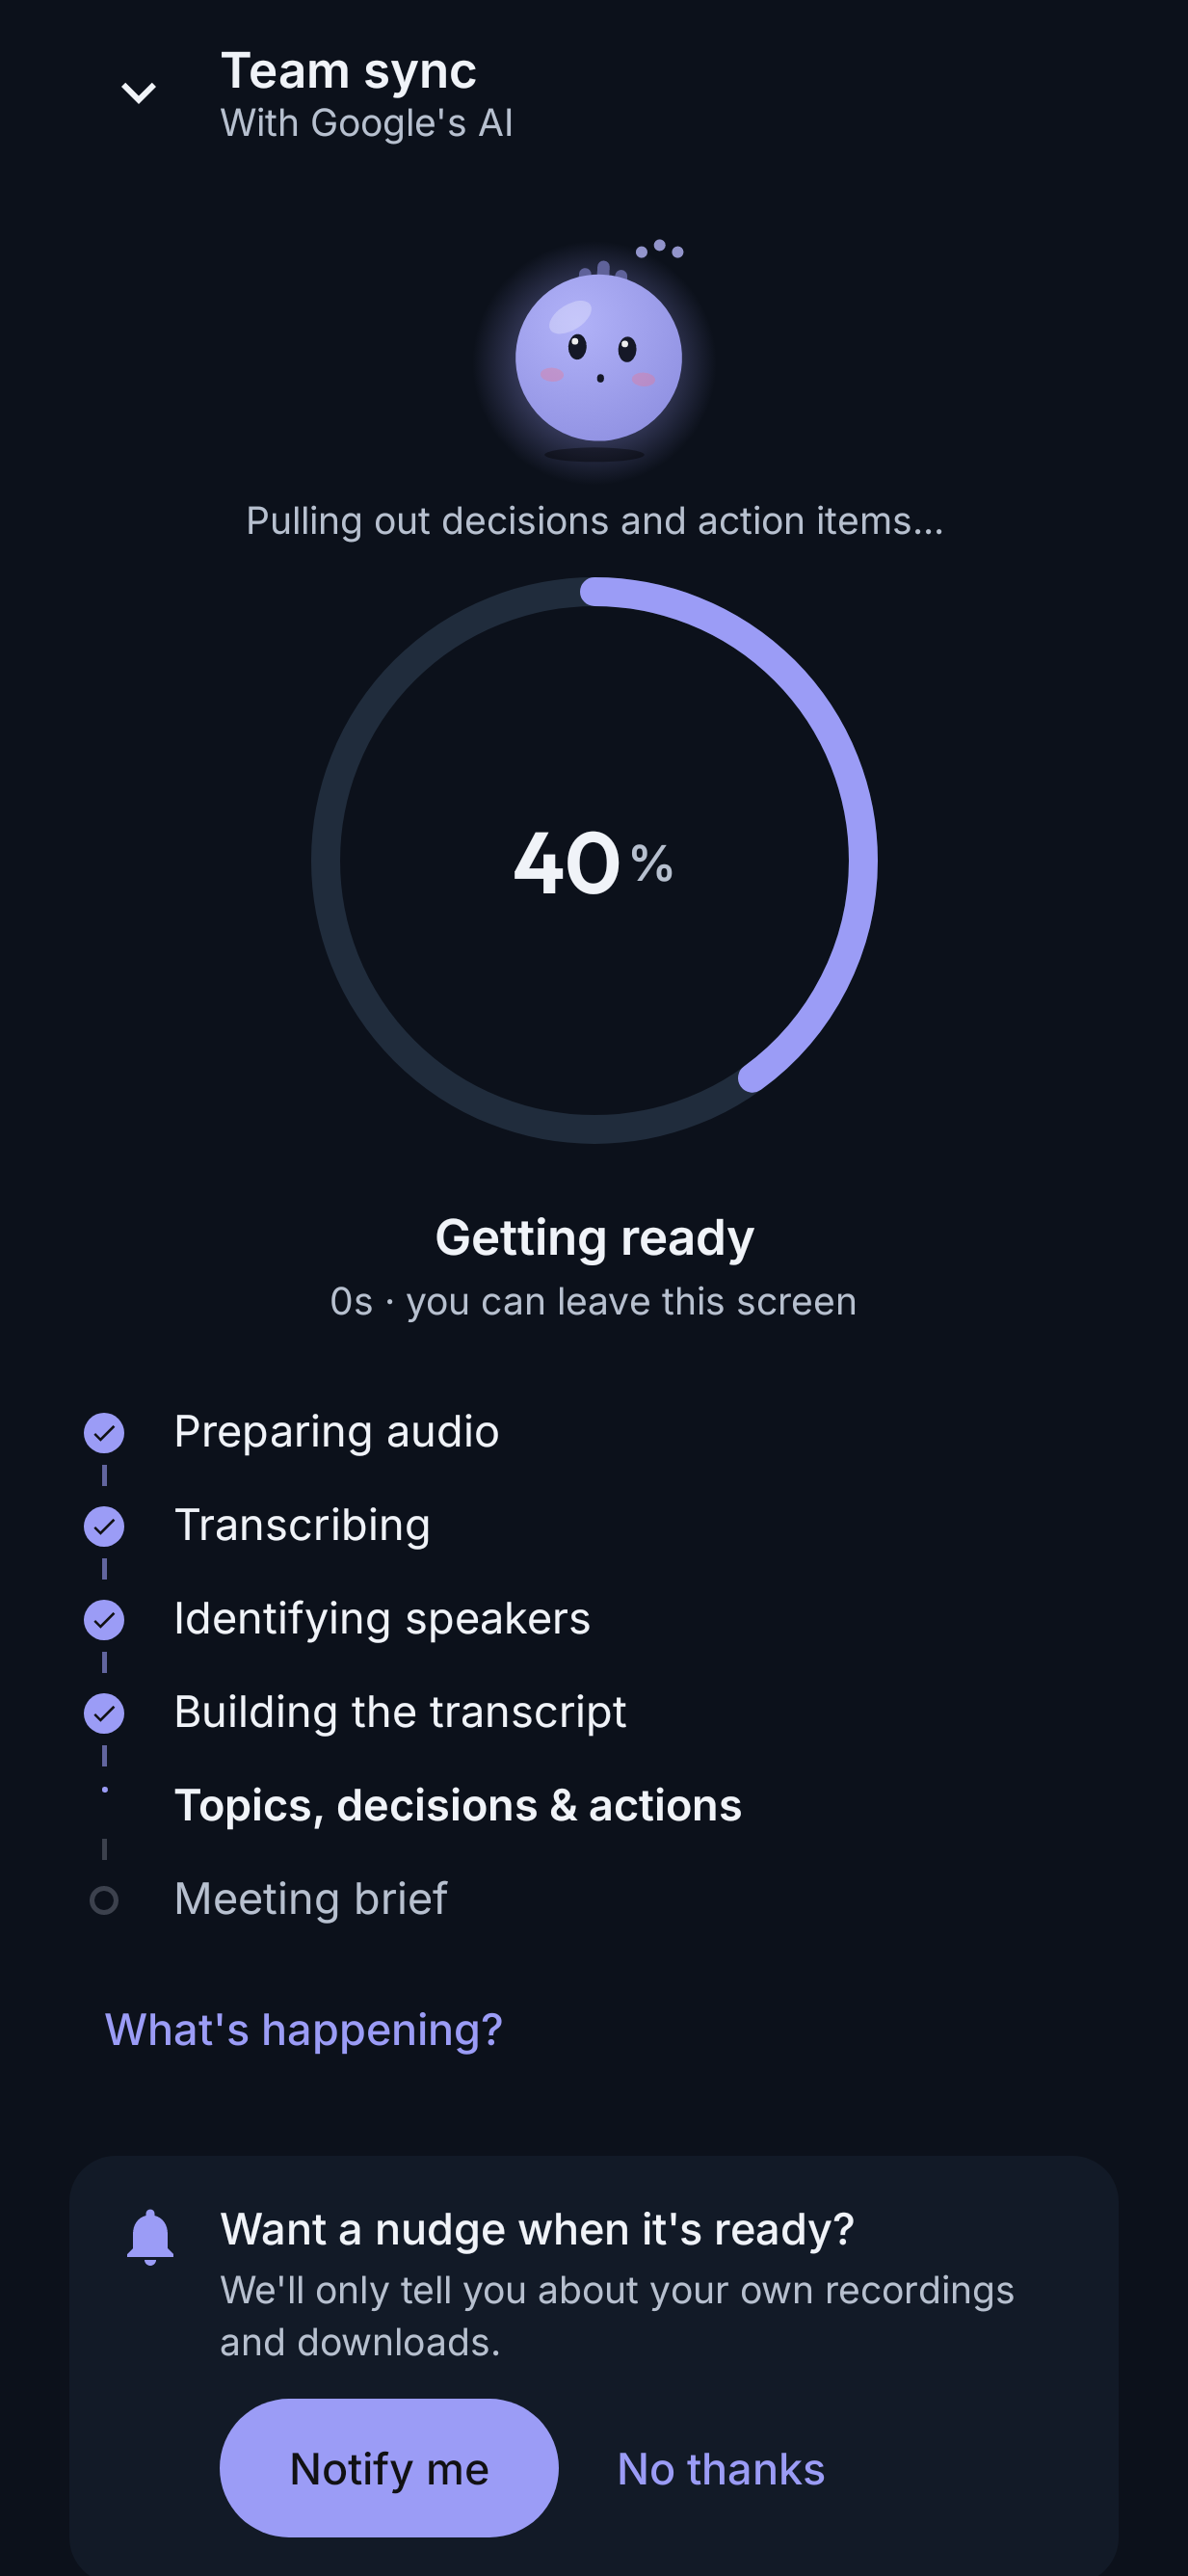 Team sync
With Google's AI
Pulling out decisions and action items...
40%
Getting ready
0s · you can leave this screen
Preparing audio
Transcribing
Identifying speakers
Building the transcript
Topics, decisions & actions
Meeting brief
What's happening?
Want a nudge when it's ready?
We'll only tell you about your own recordings
and downloads.
Notify me
No thanks